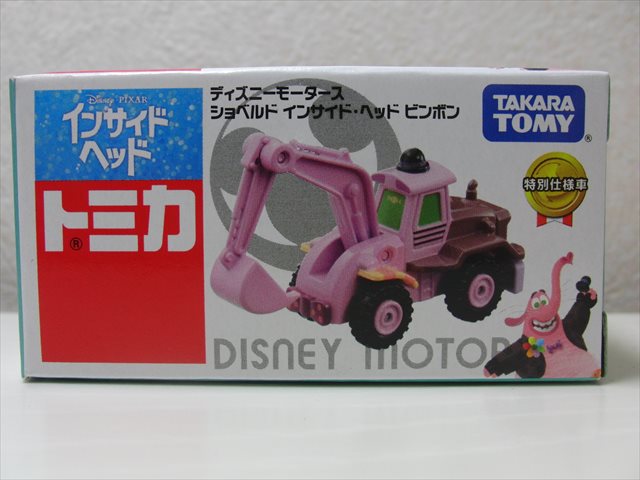 Disney・PIXAR
インサイド
ヘッド
トミカ
®
ディズニーモータース
ショベルド インサイド・ヘッド ビンボン
TAKARA
TOMY
®
特別仕様車
DISNEY MOTOR